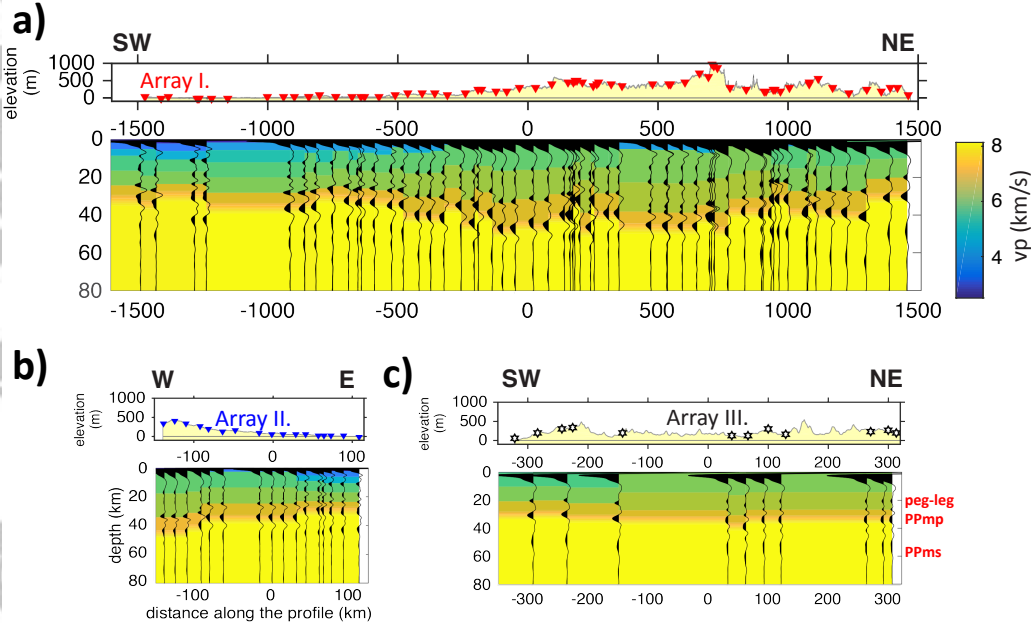 a)
SW NE
elevation (m)
1000
500
0
Array I.
-1500 -1000 -500 0 500 1000 1500
0
20
40
60
80
-1500 -1000 -500 0 500 1000 1500
8
6
4
vp (km/s)
b)
W E
elevation (m)
1000
500
0
Array II.
-100 0 100
depth (km)
0
20
40
60
80
-100 0 100
distance along the profile (km)
c)
SW NE
elevation (m)
1000
500
0
Array III.
-300 -200 -100 0 100 200 300
0
20
40
60
80
peg-leg
PPmp
PPms
-300 -200 -100 0 100 200 300